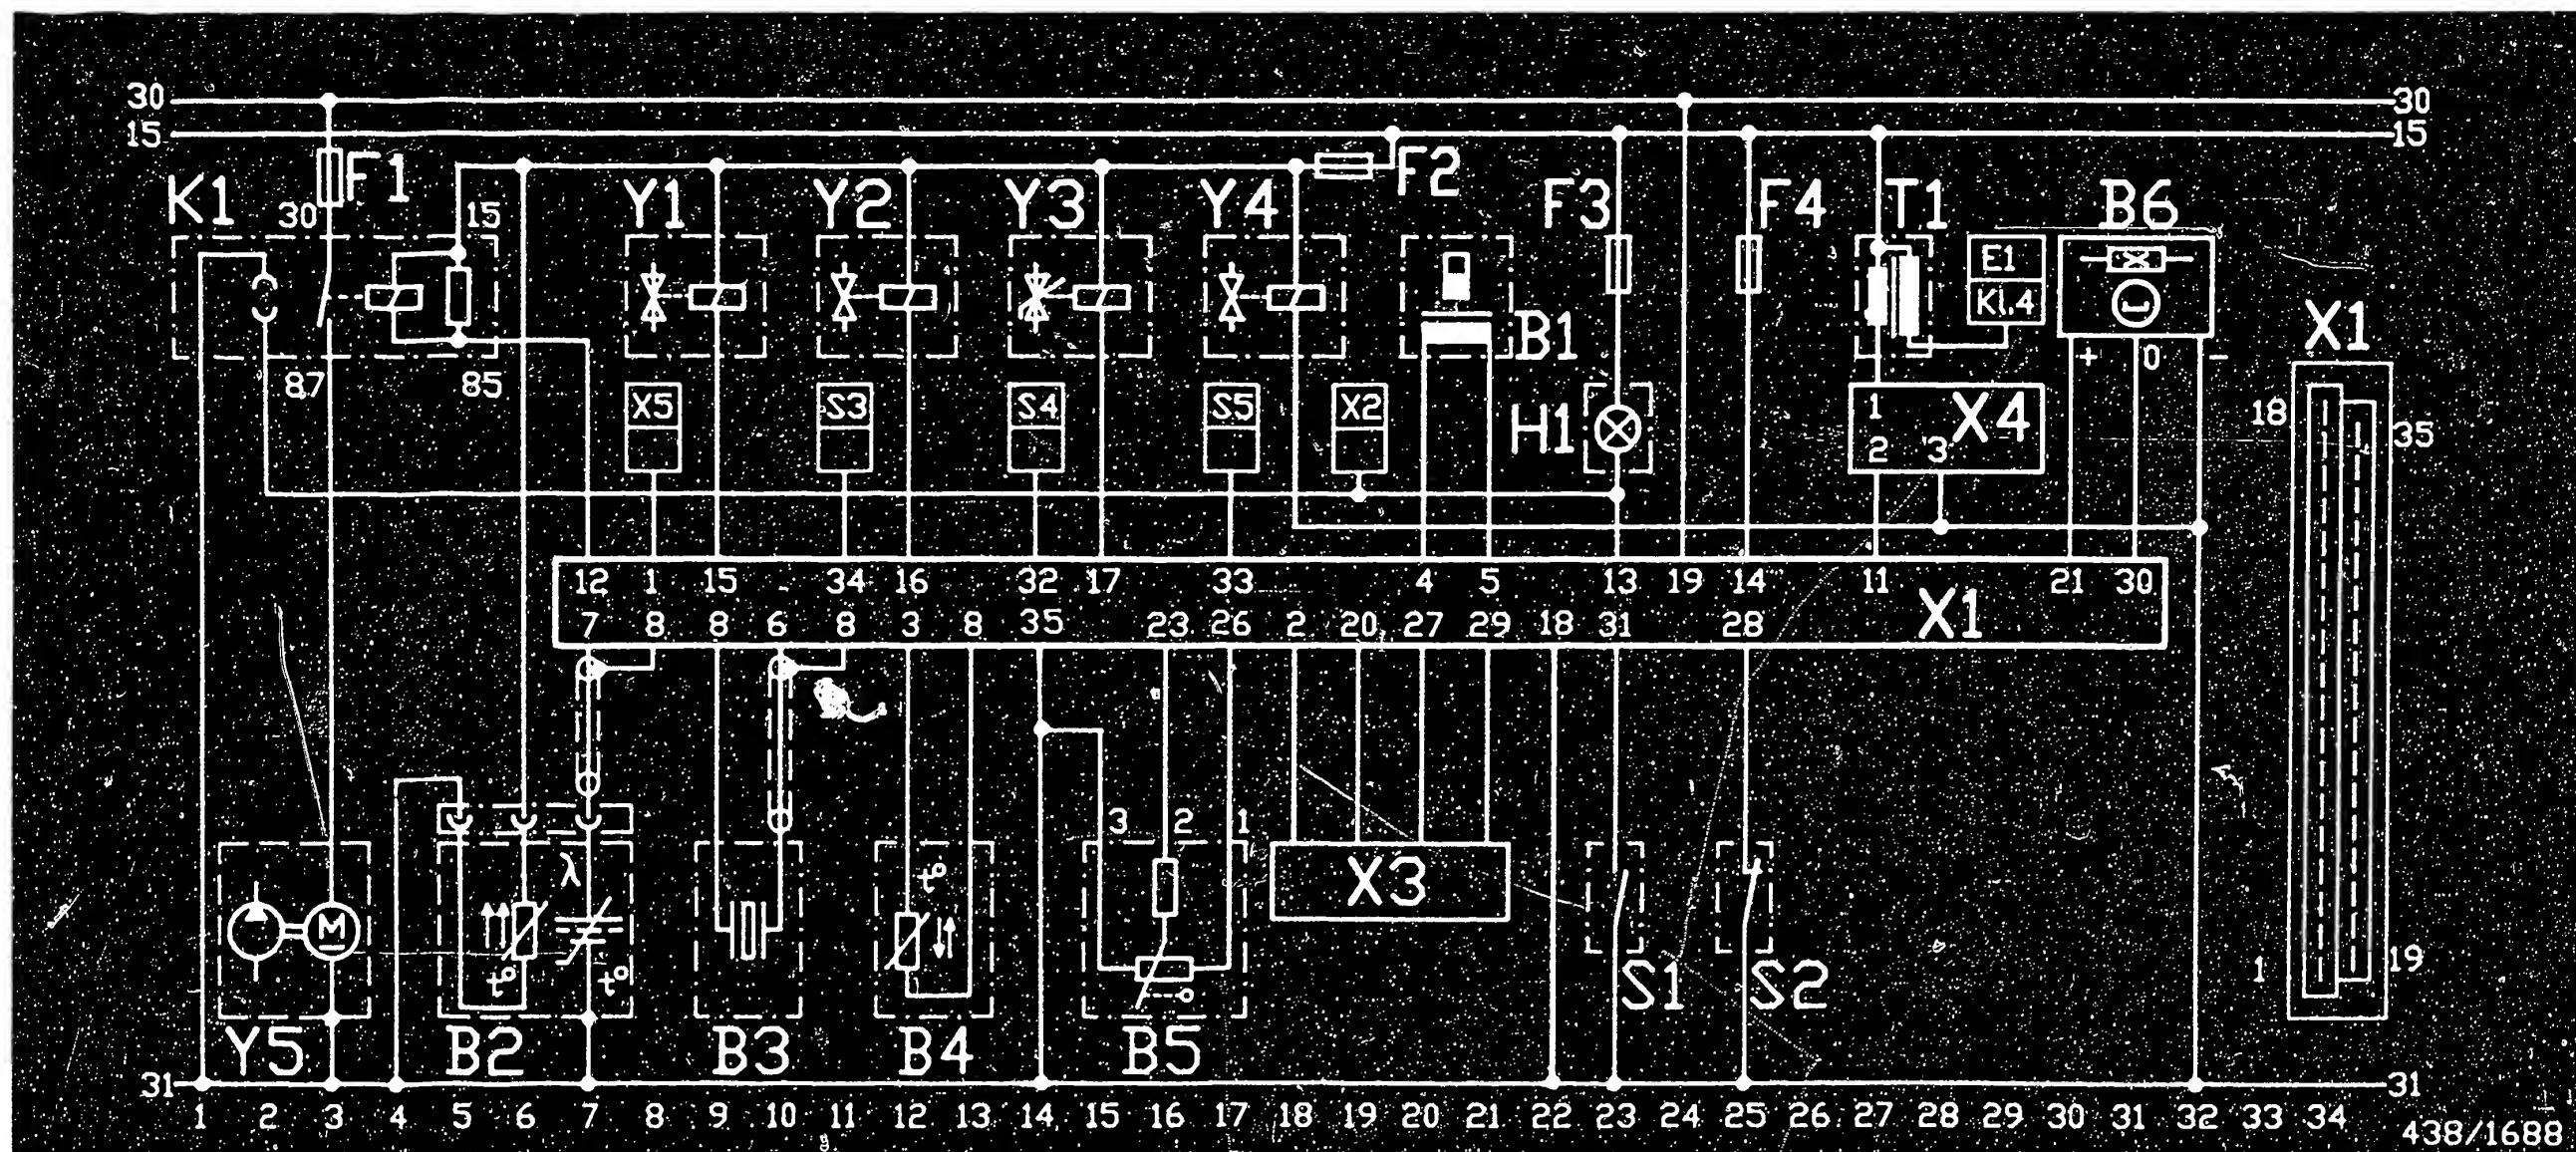 30 30
15 15
K1 F1 Y1 Y2 Y3 Y4 F2 F3 F4 T1 B6
30 15
E1
Kl.4
B1 X1
+ 0 -
87 85
X5 S3 S4 S5 X2 H1 1 X4 18
2 3 35
12 1 15 34 16 32 17 33 4 5 13 19 14 11 21 30
7 8 8 6 8 3 8 35 23 26 2 20 27 29 18 31 28 X1
3 2 1
λ t° X3
M
t° t° 1 19
S1 S2
Y5 B2 B3 B4 B5
31 31
1 2 3 4 5 6 7 8 9 10 11 12 13 14 15 16 17 18 19 20 21 22 23 24 25 26 27 28 29 30 31 32 33 34
438/1688